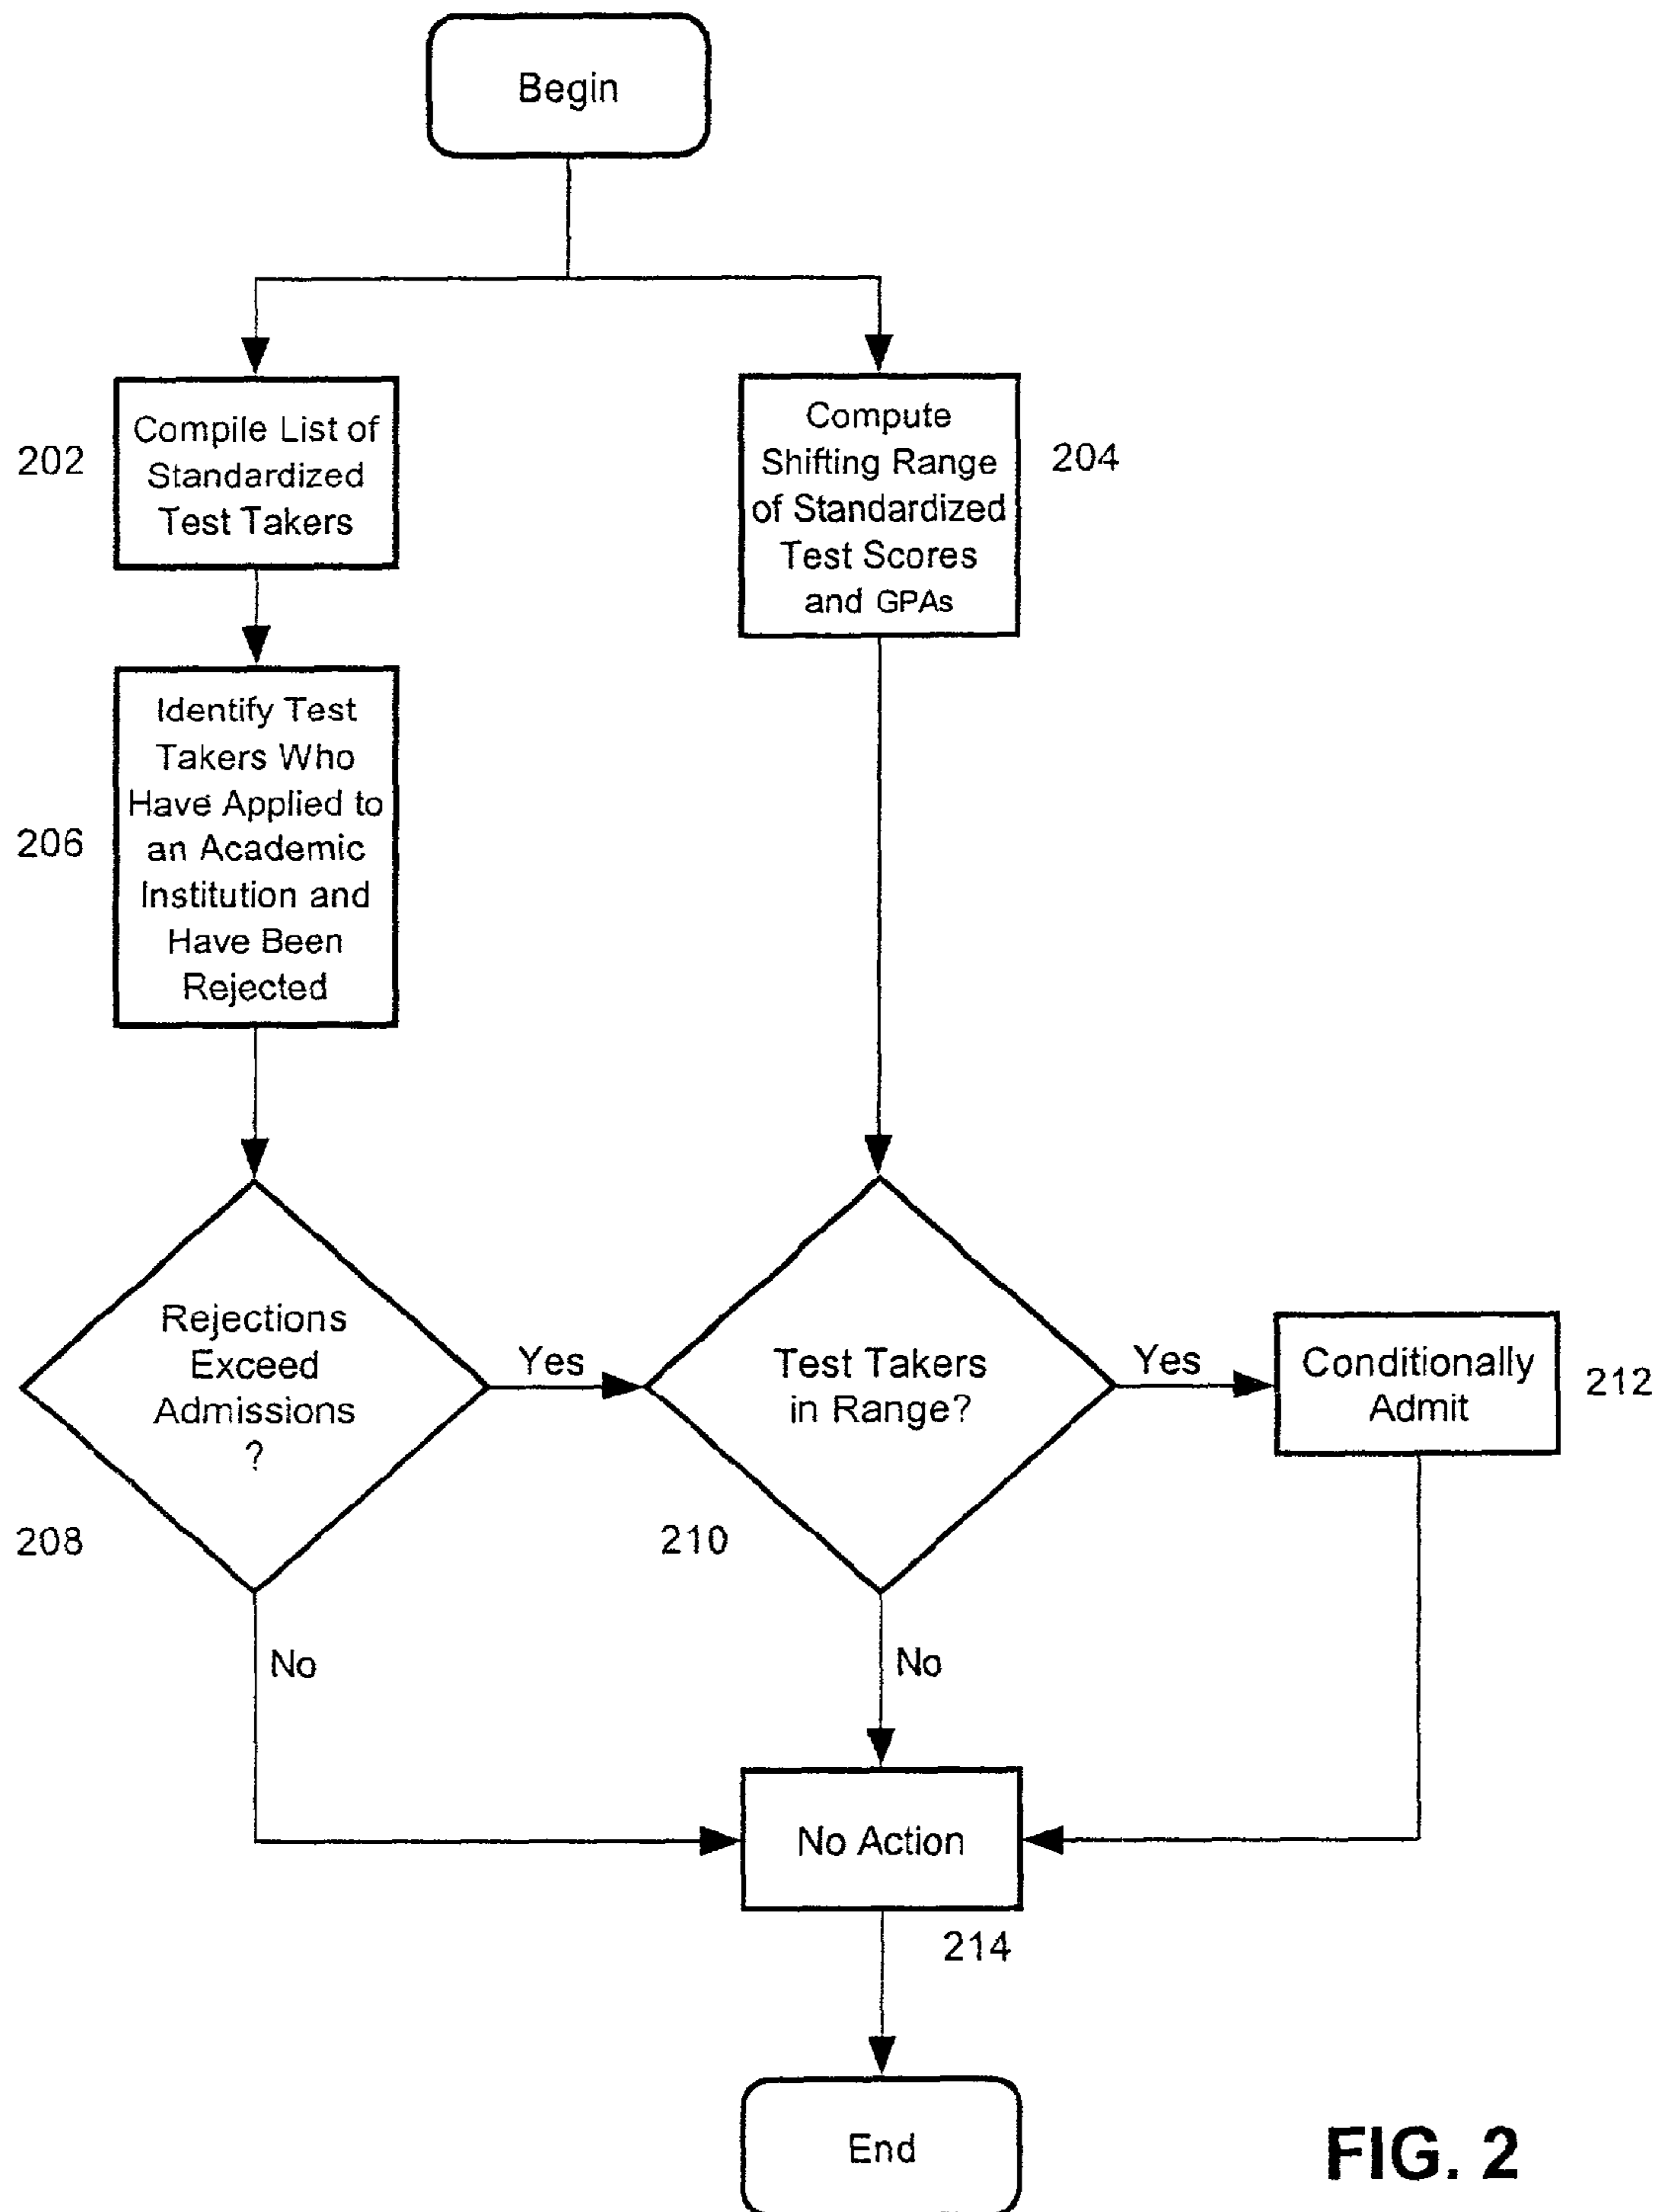 Begin
202
Compile List of
Standardized
Test Takers
Compute
Shifting Range
of Standardized
Test Scores
and GPAs
204
206
Identify Test
Takers Who
Have Applied to
an Academic
Institution and
Have Been
Rejected
Rejections
Exceed
Admissions
?
208
Yes
Test Takers
in Range?
210
Yes
Conditionally
Admit
212
No
No
No Action
214
End
FIG. 2